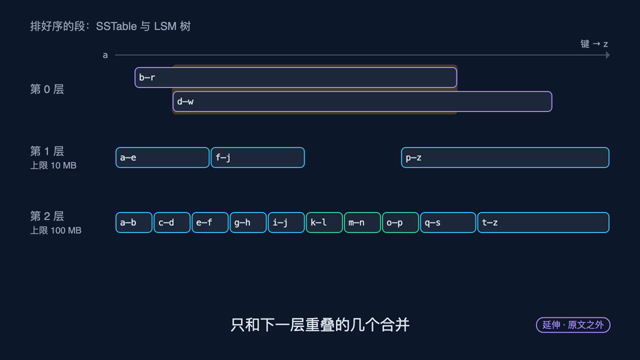 排好序的段：SSTable 与 LSM 树
键 → z
a
第 0 层
b–r
d–w
第 1 层
上限 10 MB
a–e
f–j
p–z
第 2 层
上限 100 MB
a–b
c–d
e–f
g–h
i–j
k–l
m–n
o–p
q–s
t–z
只和下一层重叠的几个合并
延伸 · 原文之外